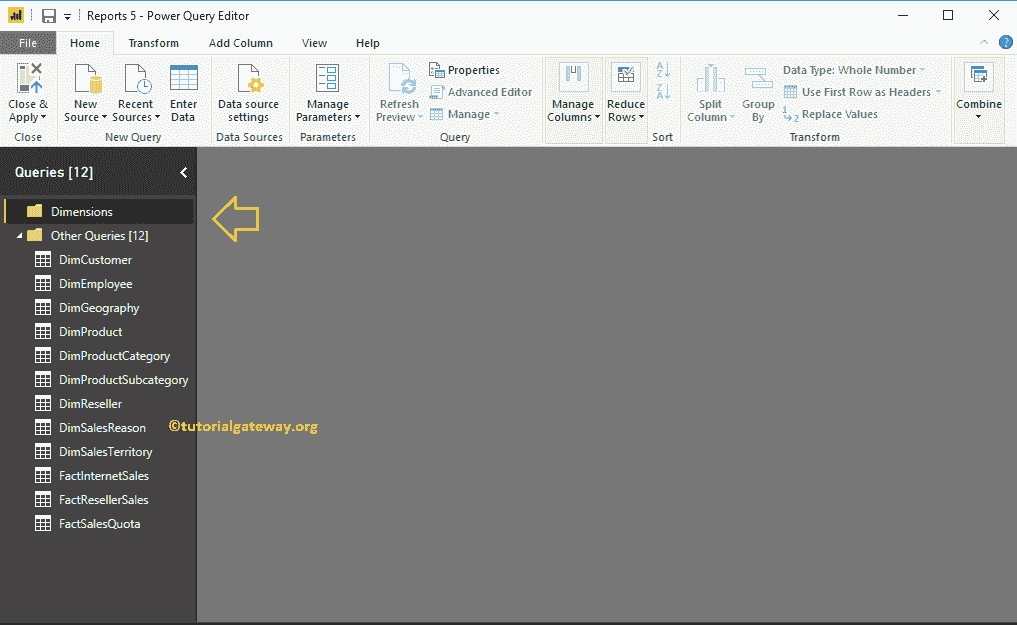 Reports 5 - Power Query Editor
File Home Transform Add Column View Help
Close & Apply
New Source
Recent Sources
Enter Data
Data source settings
Manage Parameters
Refresh Preview
Properties
Advanced Editor
Manage
Manage Columns
Reduce Rows
A Z
Z A
Split Column
Group By
Data Type: Whole Number
Use First Row as Headers
1 2 Replace Values
Combine
Close New Query Data Sources Parameters Query Sort Transform
Queries [12]
Dimensions
Other Queries [12]
DimCustomer
DimEmployee
DimGeography
DimProduct
DimProductCategory
DimProductSubcategory
DimReseller
DimSalesReason
©tutorialgateway.org
DimSalesTerritory
FactInternetSales
FactResellerSales
FactSalesQuota